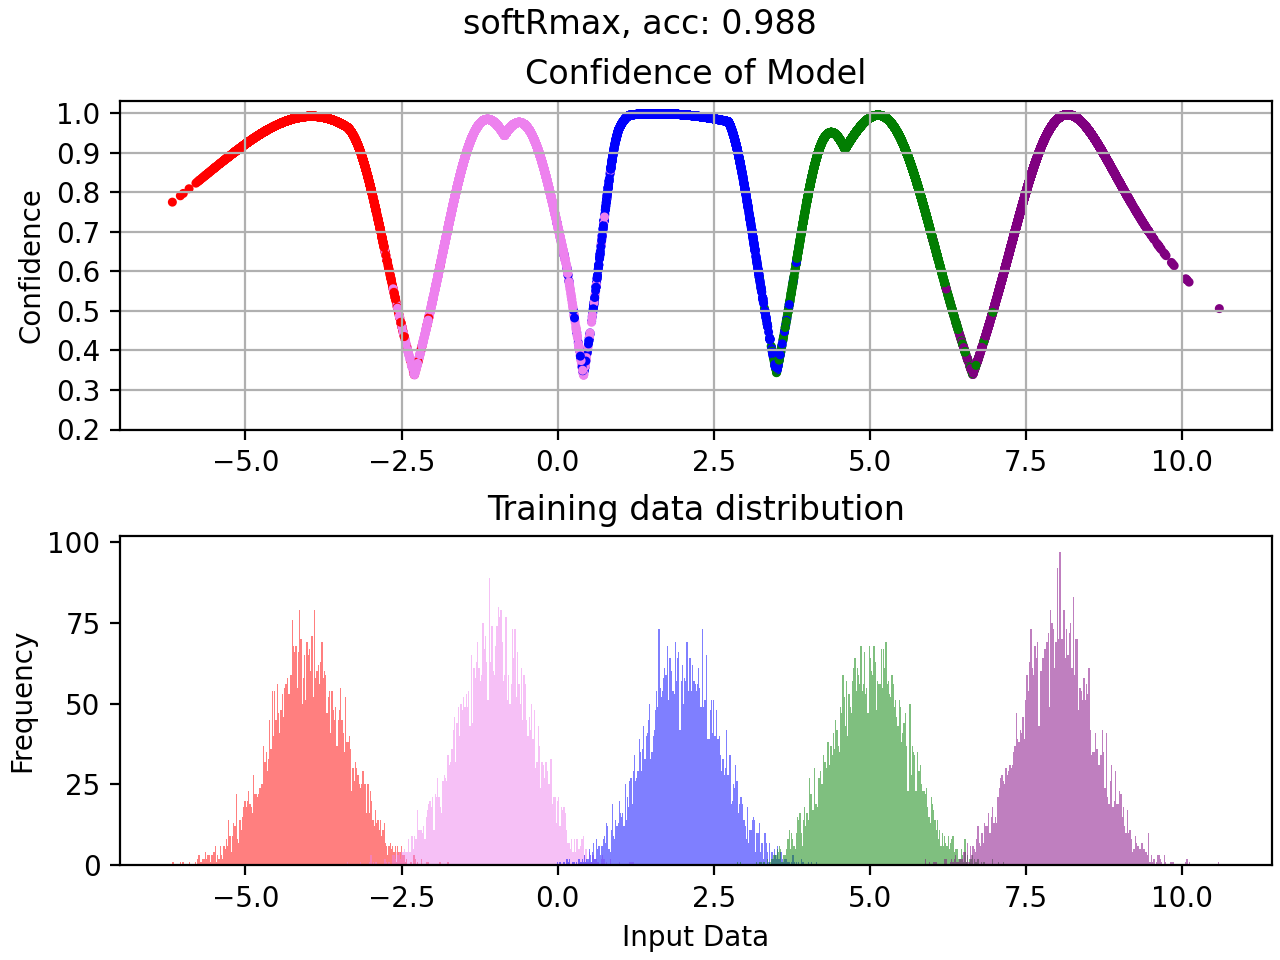 softRmax, acc: 0.988
Confidence of Model
Confidence
1.0
0.9
0.8
0.7
0.6
0.5
0.4
0.3
0.2
−5.0 −2.5 0.0 2.5 5.0 7.5 10.0
Training data distribution
Frequency
100
75
50
25
0
−5.0 −2.5 0.0 2.5 5.0 7.5 10.0
Input Data